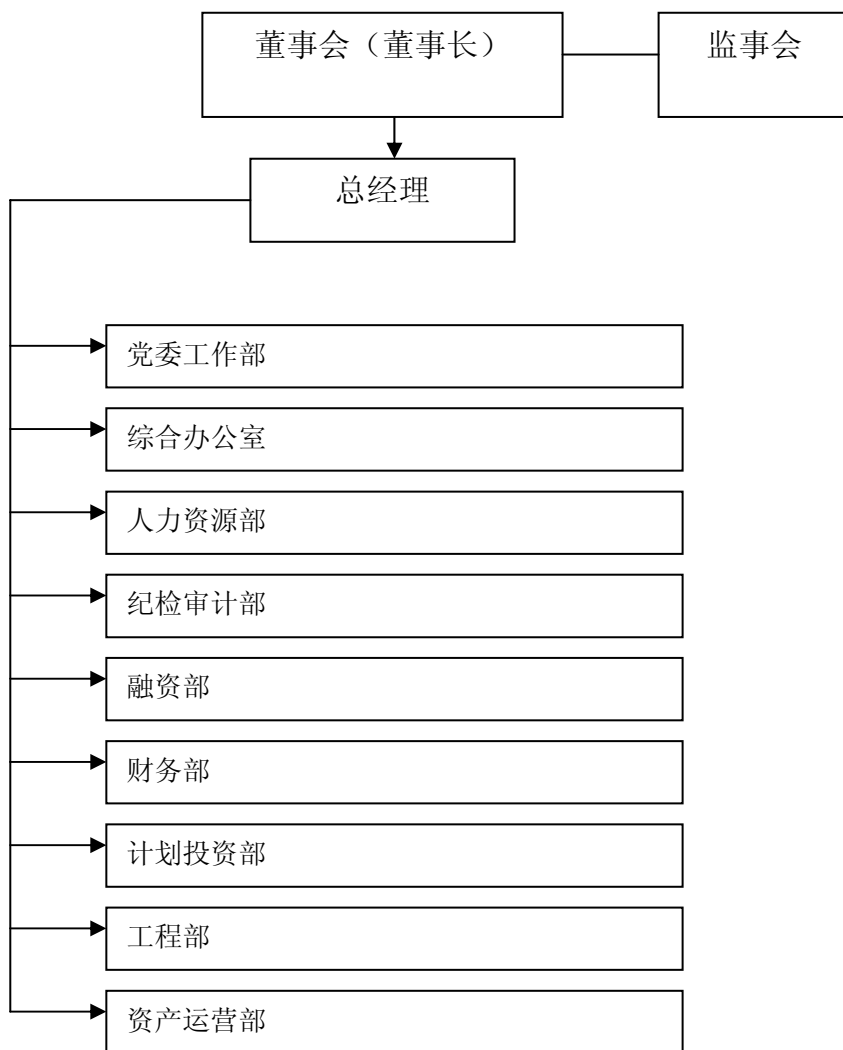 董事会（董事长）
监事会
总经理
党委工作部
综合办公室
人力资源部
纪检审计部
融资部
财务部
计划投资部
工程部
资产运营部